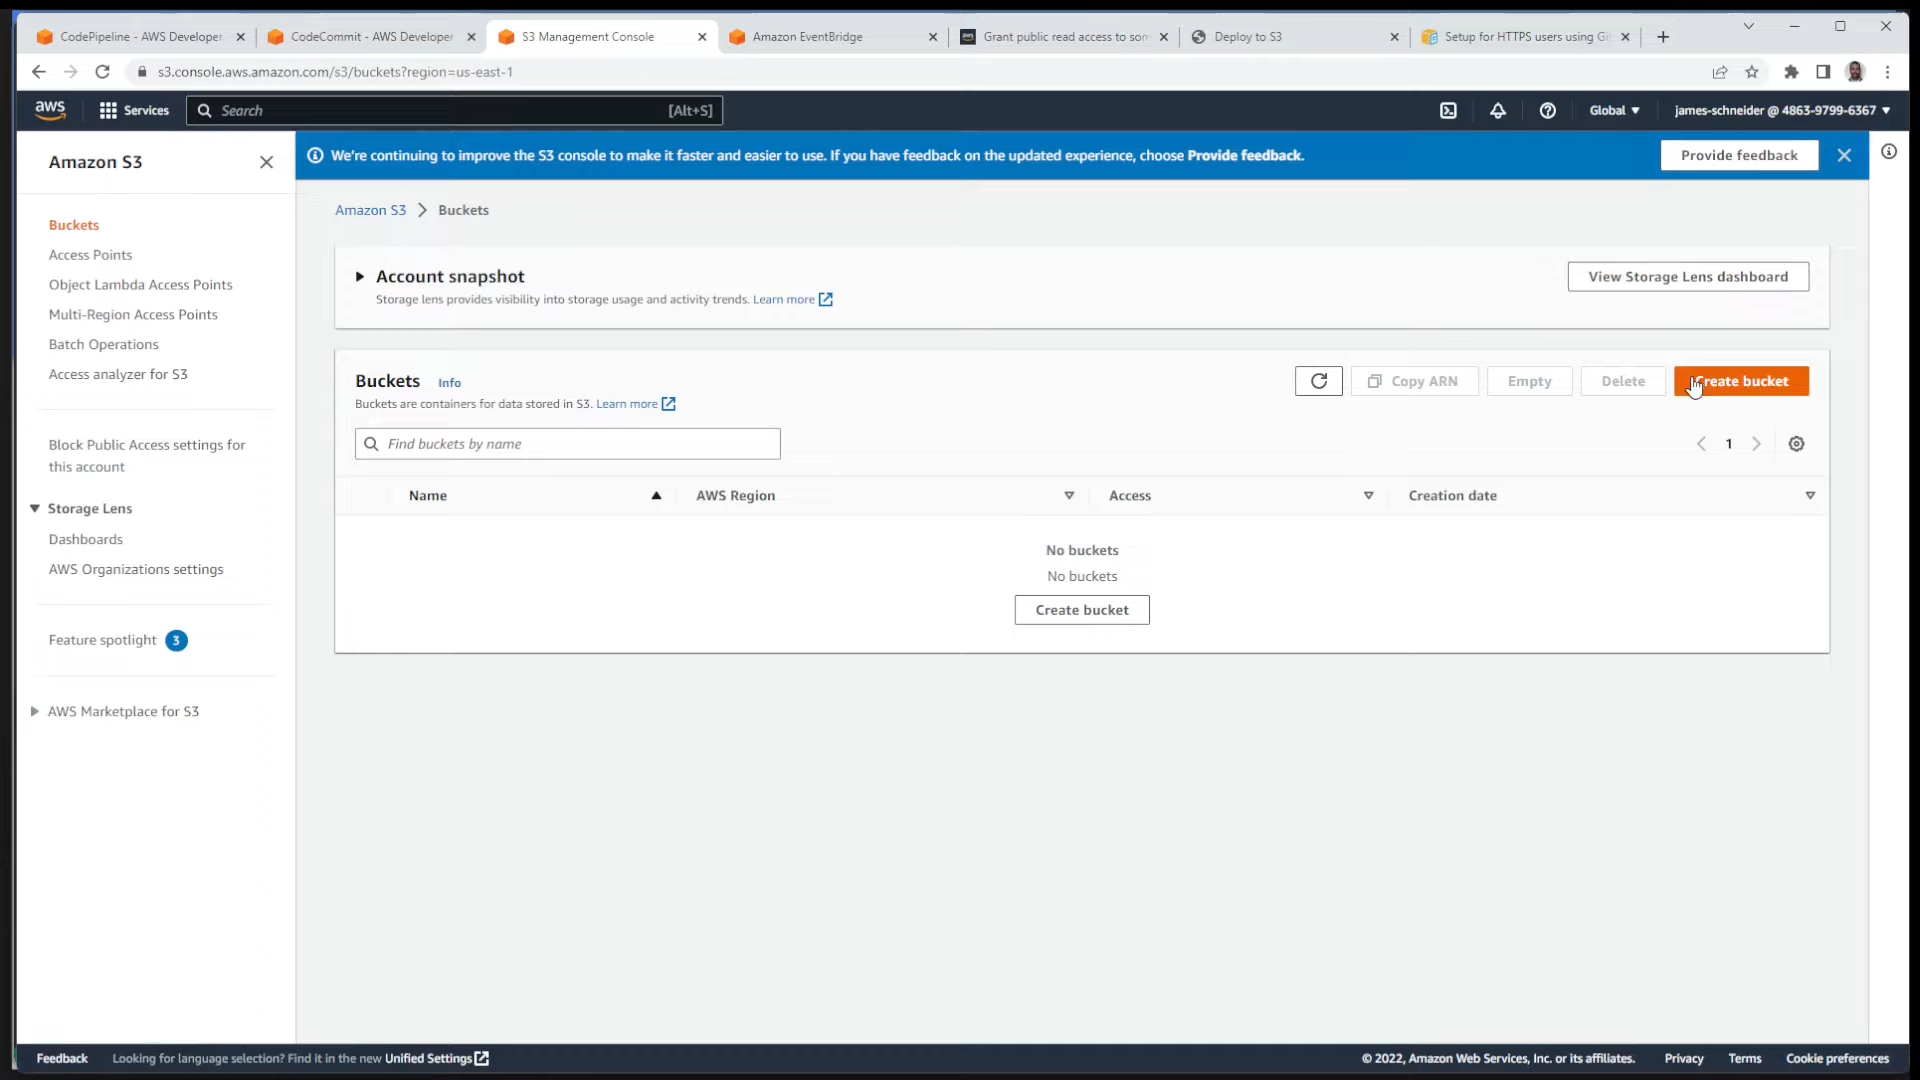 CodePipeline - AWS Developer
CodeCommit - AWS Developer
S3 Management Console
Amazon EventBridge
Grant public read access to som
Deploy to S3
Setup for HTTPS users using Gi
s3.console.aws.amazon.com/s3/buckets?region=us-east-1
aws
Services
Search
[Alt+S]
Global
james-schneider @ 4863-9799-6367
Amazon S3
We're continuing to improve the S3 console to make it faster and easier to use. If you have feedback on the updated experience, choose Provide feedback.
Provide feedback
Buckets
Access Points
Object Lambda Access Points
Multi-Region Access Points
Batch Operations
Access analyzer for S3
Block Public Access settings for
this account
Storage Lens
Dashboards
AWS Organizations settings
Feature spotlight 3
AWS Marketplace for S3
Amazon S3 > Buckets
Account snapshot
Storage lens provides visibility into storage usage and activity trends. Learn more
View Storage Lens dashboard
Buckets Info
Buckets are containers for data stored in S3. Learn more
Copy ARN
Empty
Delete
Create bucket
Find buckets by name
1
Name
AWS Region
Access
Creation date
No buckets
No buckets
Create bucket
Feedback
Looking for language selection? Find it in the new Unified Settings
© 2022, Amazon Web Services, Inc. or its affiliates.
Privacy
Terms
Cookie preferences